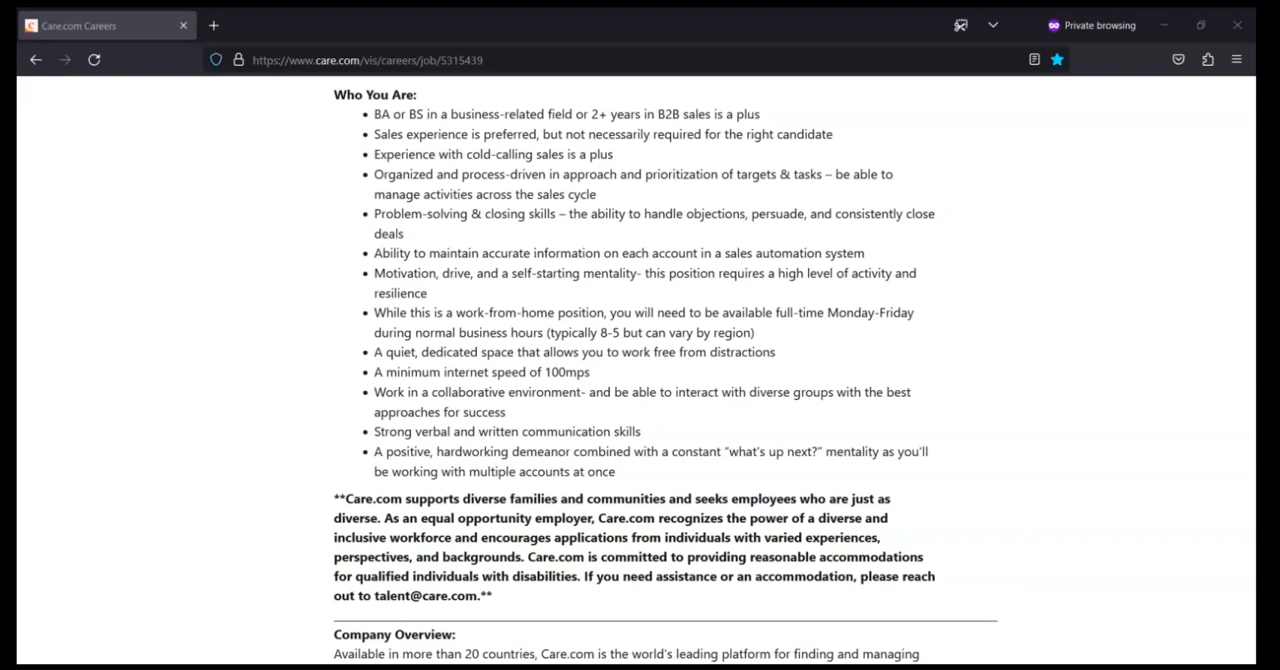 Care.com Careers
Private browsing
https://www.care.com/vis/careers/job/5315439
Who You Are:
• BA or BS in a business-related field or 2+ years in B2B sales is a plus
• Sales experience is preferred, but not necessarily required for the right candidate
• Experience with cold-calling sales is a plus
• Organized and process-driven in approach and prioritization of targets & tasks – be able to
manage activities across the sales cycle
• Problem-solving & closing skills – the ability to handle objections, persuade, and consistently close
deals
• Ability to maintain accurate information on each account in a sales automation system
• Motivation, drive, and a self-starting mentality- this position requires a high level of activity and
resilience
• While this is a work-from-home position, you will need to be available full-time Monday-Friday
during normal business hours (typically 8-5 but can vary by region)
• A quiet, dedicated space that allows you to work free from distractions
• A minimum internet speed of 100mps
• Work in a collaborative environment- and be able to interact with diverse groups with the best
approaches for success
• Strong verbal and written communication skills
• A positive, hardworking demeanor combined with a constant “what's up next?” mentality as you'll
be working with multiple accounts at once
**Care.com supports diverse families and communities and seeks employees who are just as
diverse. As an equal opportunity employer, Care.com recognizes the power of a diverse and
inclusive workforce and encourages applications from individuals with varied experiences,
perspectives, and backgrounds. Care.com is committed to providing reasonable accommodations
for qualified individuals with disabilities. If you need assistance or an accommodation, please reach
out to talent@care.com.**
Company Overview:
Available in more than 20 countries, Care.com is the world's leading platform for finding and managing